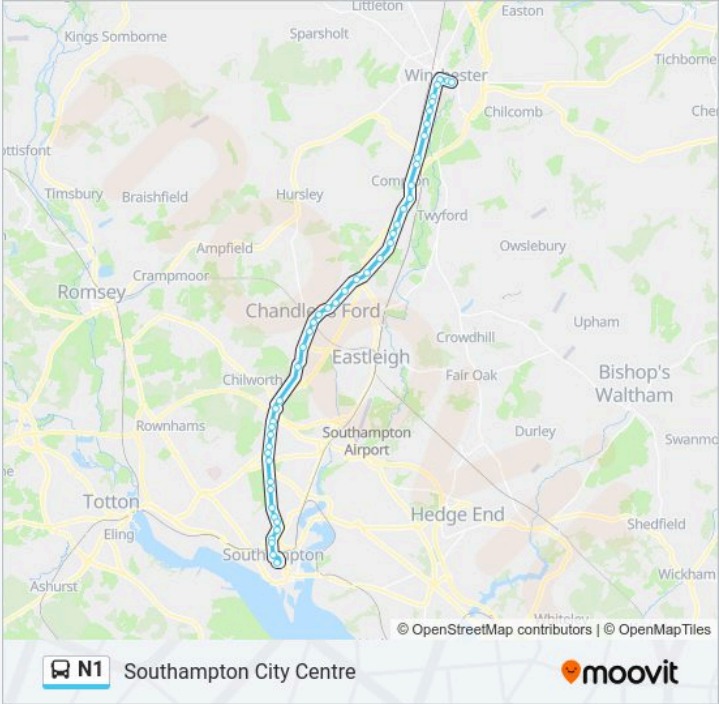 Littleton
Easton
Kings Somborne
Sparsholt
Tichborne
Winchester
Chilcomb
Che
ottisfont
Compton
Timsbury
Braishfield
Hursley
Twyford
Ampfield
Owslebury
Crampmoor
Romsey
Chandler's Ford
Upham
Crowdhill
Eastleigh
Bishop's
Waltham
Chilworth
Fair Oak
Rownhams
Southampton
Airport
Durley
Swanmo
Totton
Hedge End
Shedfield
Eling
Southampton
Ashurst
Wickham
Whiteley
© OpenStreetMap contributors | © OpenMapTiles
N1 Southampton City Centre
moovit